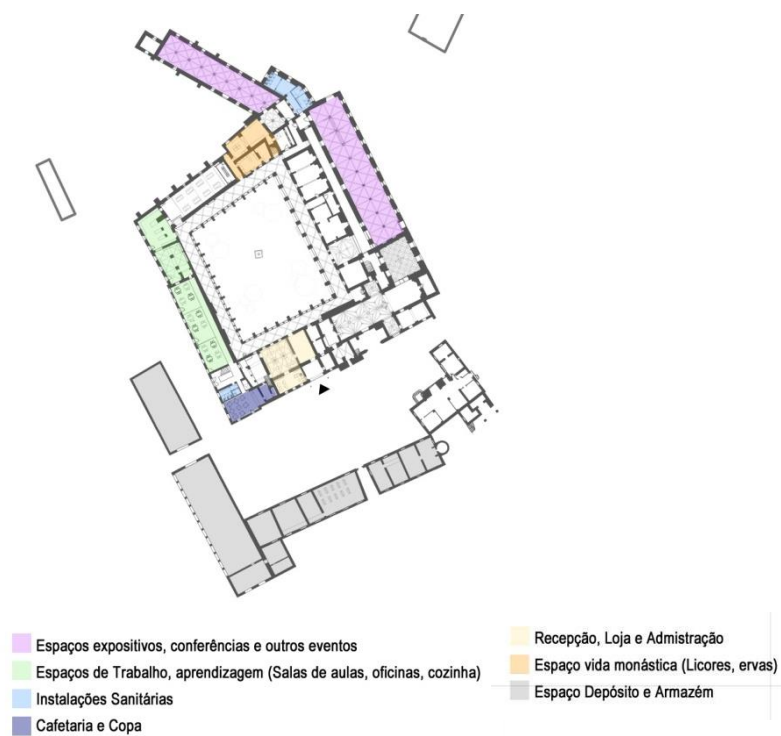 Espaços expositivos, conferências e outros eventos
Espaços de Trabalho, aprendizagem (Salas de aulas, oficinas, cozinha)
Instalações Sanitárias
Cafetaria e Copa
Recepção, Loja e Admistração
Espaço vida monástica (Licores, ervas)
Espaço Depósito e Armazém